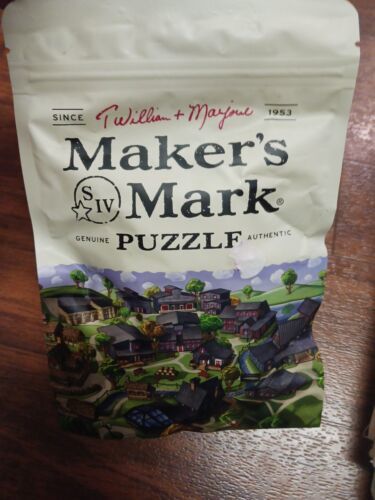 SINCE T William + Marjorie 1953
Maker's
S IV Mark®
GENUINE PUZZLE AUTHENTIC